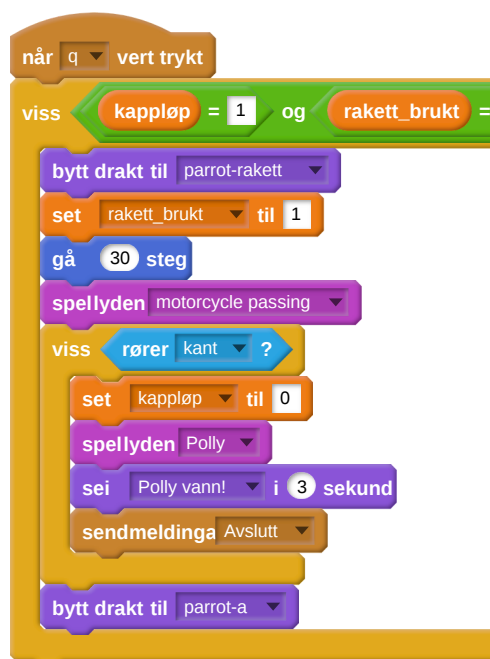 når q vert trykt
viss kappløp = 1 og rakett_brukt =
bytt drakt til parrot-rakett
set rakett_brukt til 1
gå 30 steg
spellyden motorcycle passing
viss rører kant ?
set kappløp til 0
spellyden Polly
sei Polly vann! i 3 sekund
sendmeldinga Avslutt
bytt drakt til parrot-a